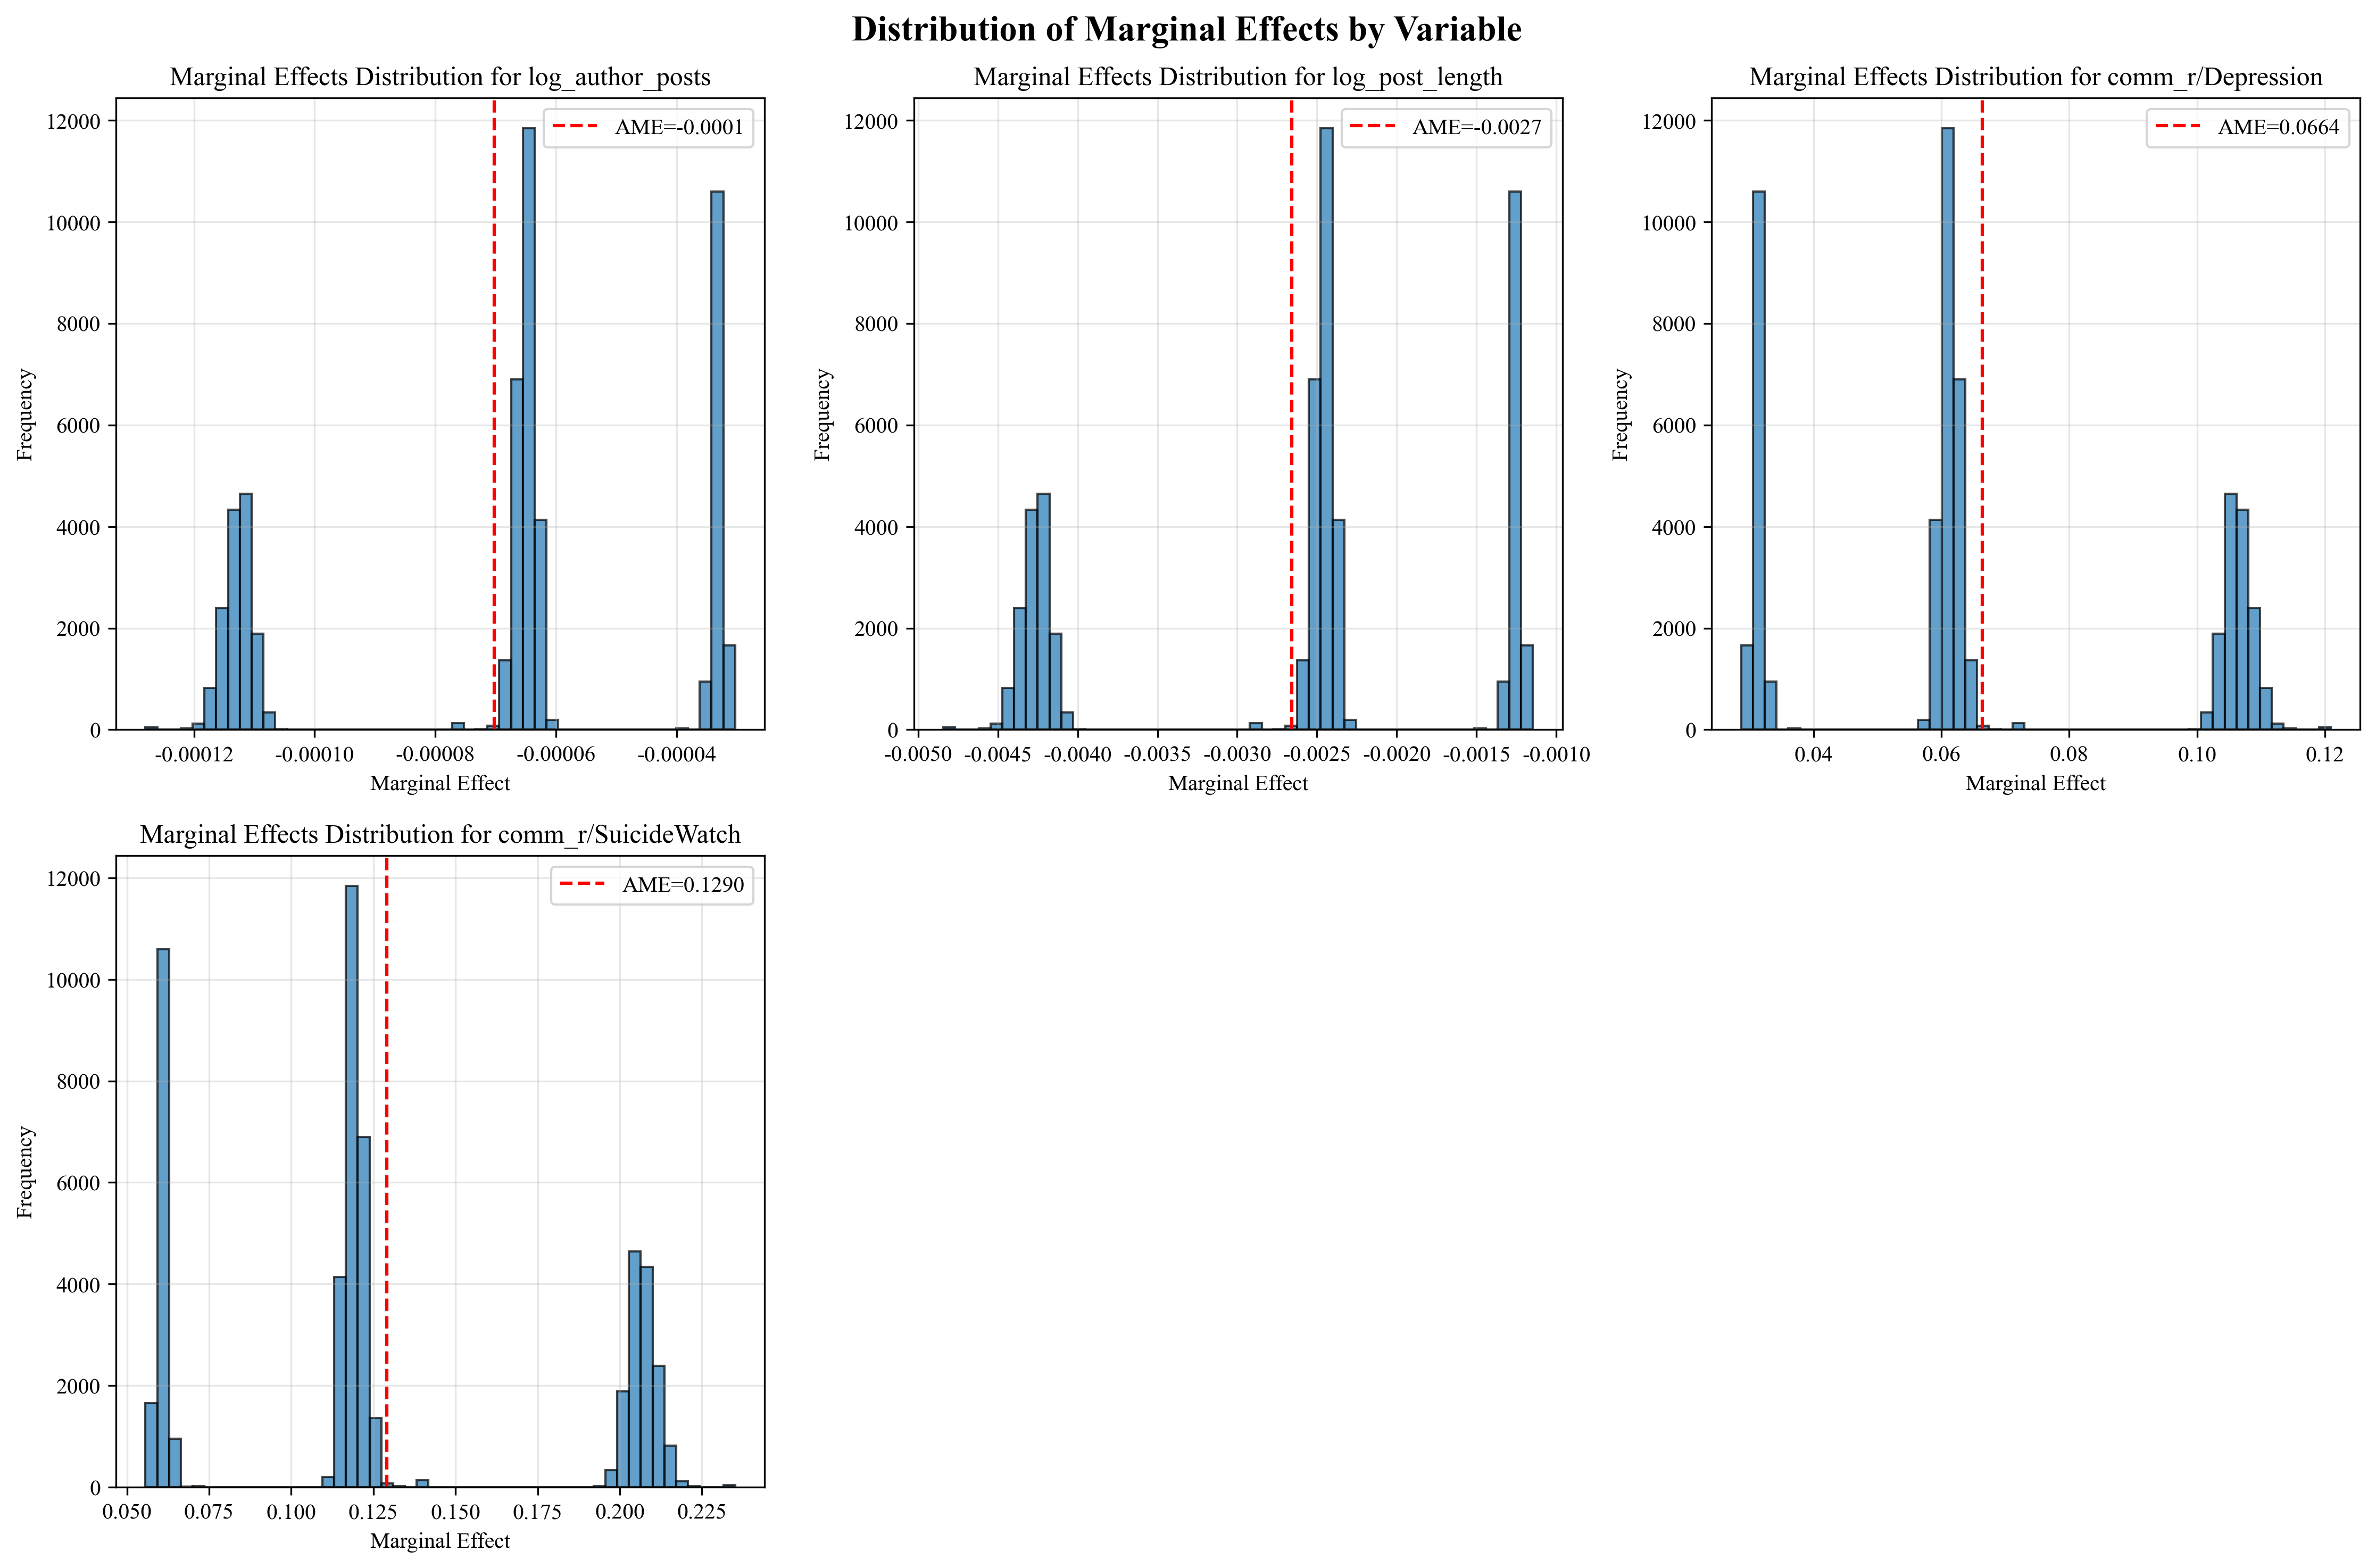 Distribution of Marginal Effects by Variable
Marginal Effects Distribution for log_author_posts
AME=-0.0001
12000
10000
8000
6000
4000
2000
0
Frequency
-0.00012 -0.00010 -0.00008 -0.00006 -0.00004
Marginal Effect
Marginal Effects Distribution for log_post_length
AME=-0.0027
12000
10000
8000
6000
4000
2000
0
Frequency
-0.0050 -0.0045 -0.0040 -0.0035 -0.0030 -0.0025 -0.0020 -0.0015 -0.0010
Marginal Effect
Marginal Effects Distribution for comm_r/Depression
AME=0.0664
12000
10000
8000
6000
4000
2000
0
Frequency
0.04 0.06 0.08 0.10 0.12
Marginal Effect
Marginal Effects Distribution for comm_r/SuicideWatch
AME=0.1290
12000
10000
8000
6000
4000
2000
0
Frequency
0.050 0.075 0.100 0.125 0.150 0.175 0.200 0.225
Marginal Effect